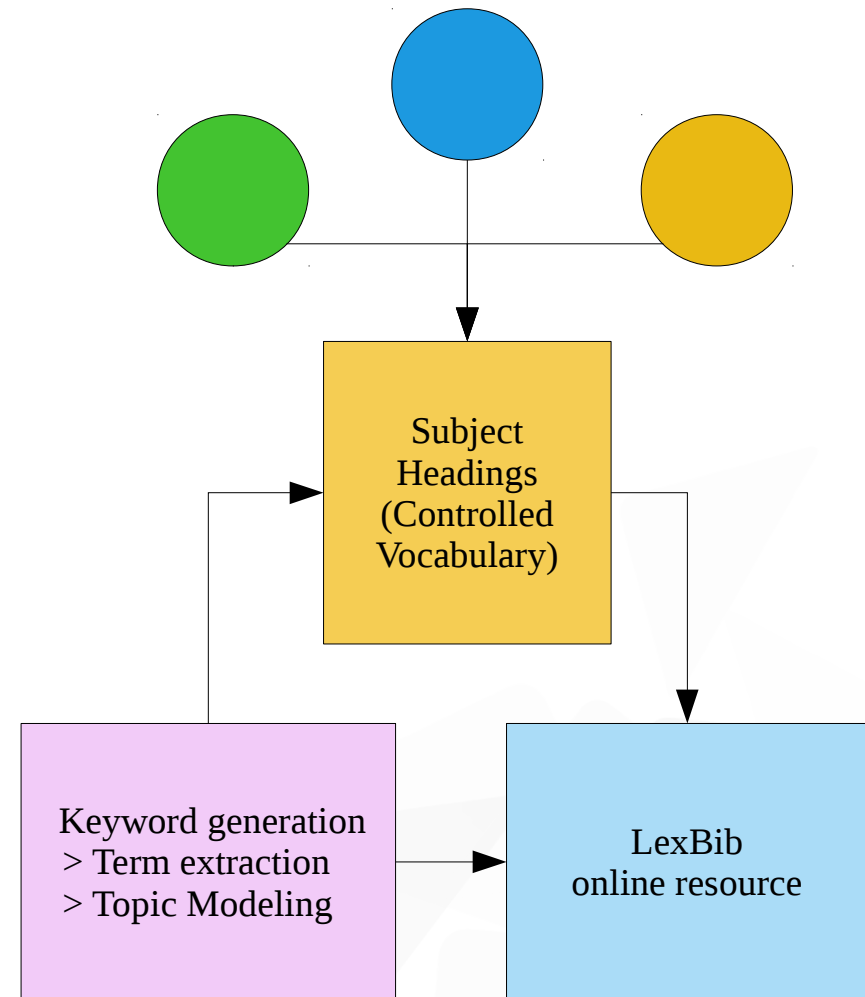 Subject
Headings
(Controlled
Vocabulary)
Keyword generation
> Term extraction
> Topic Modeling
LexBib
online resource